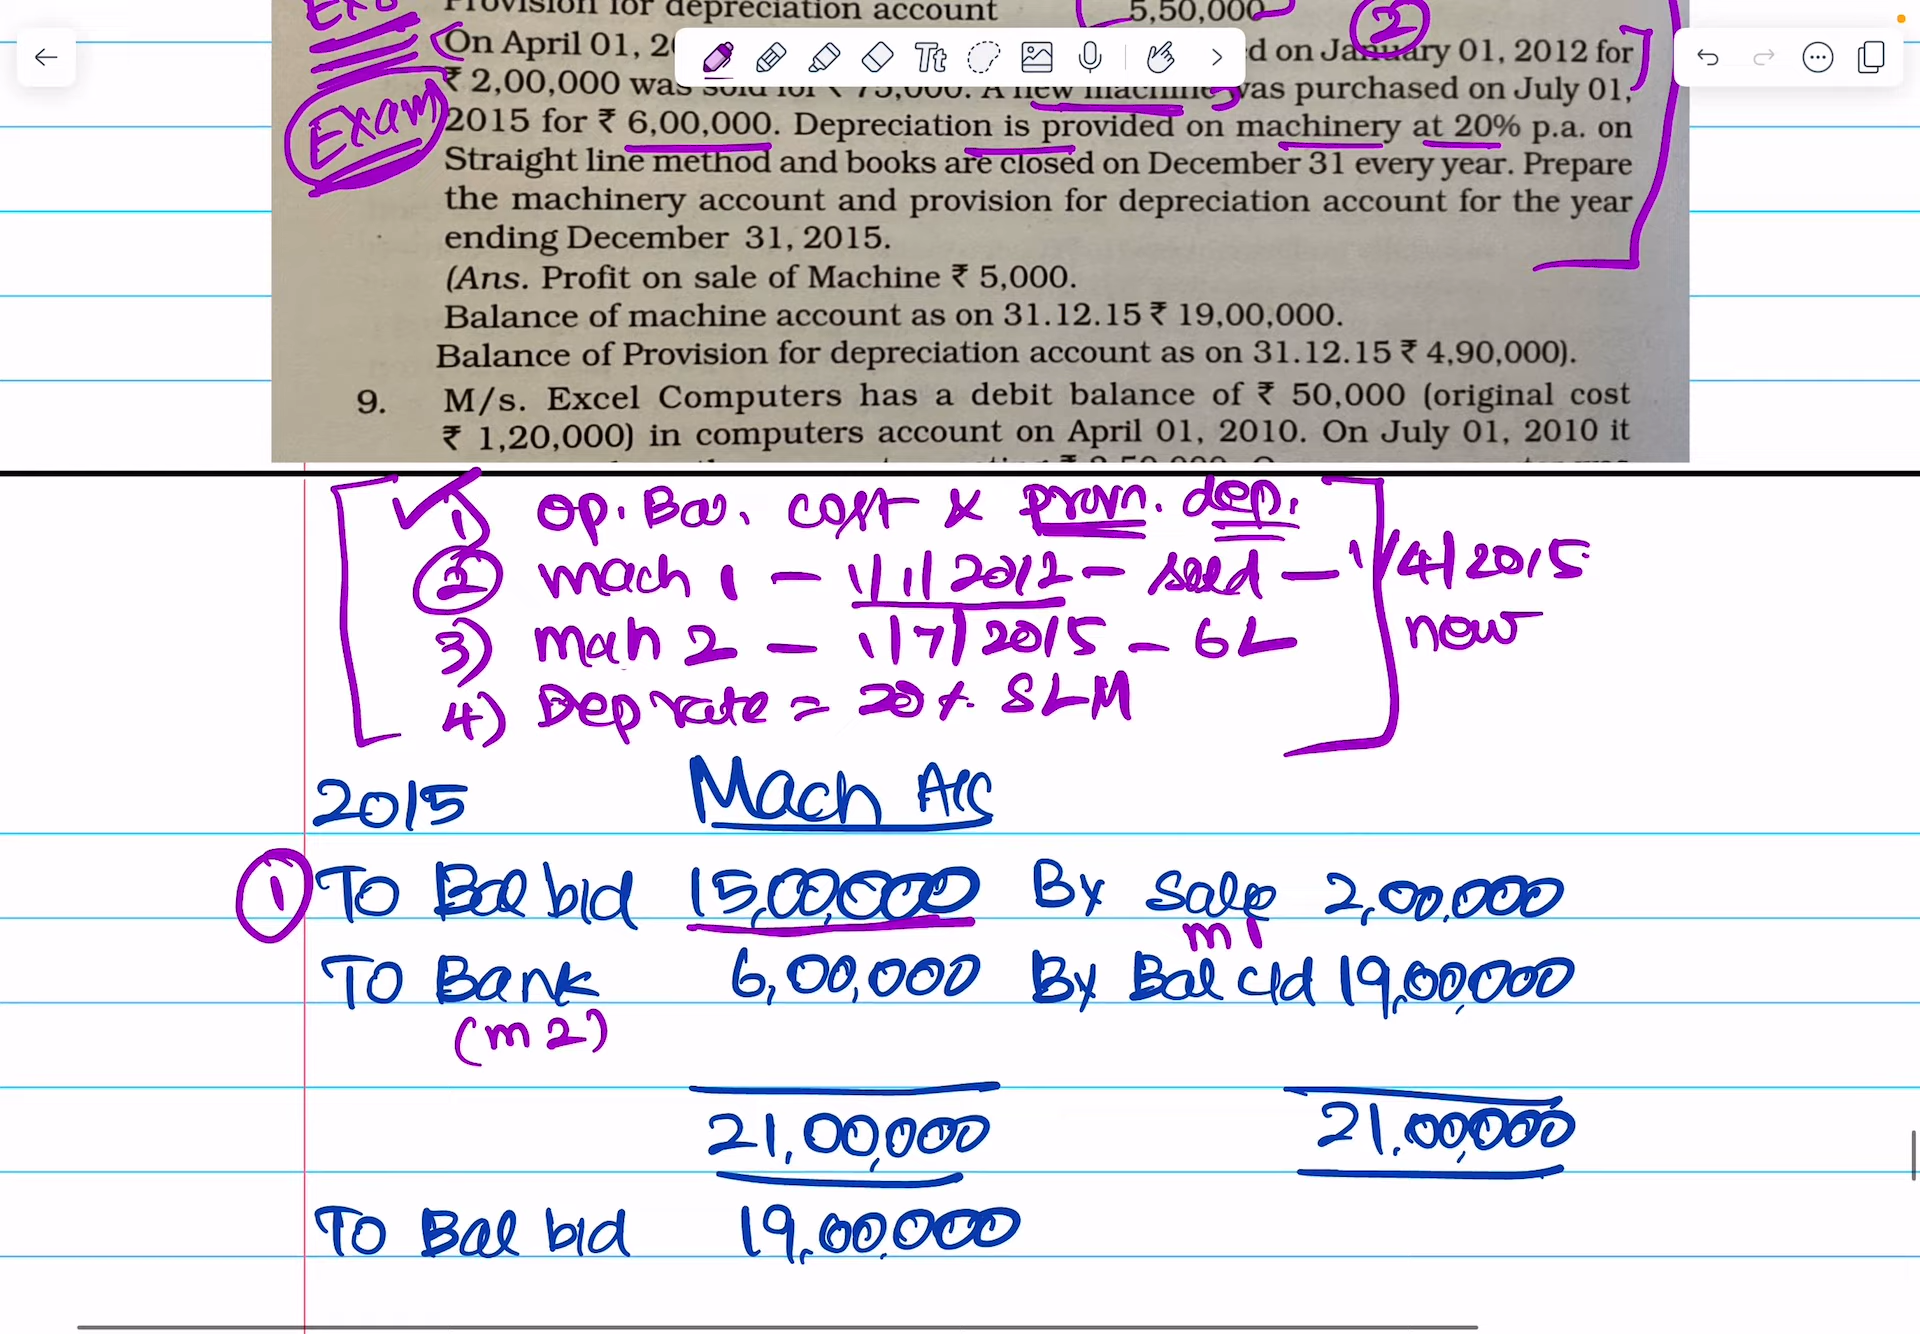 Provision for depreciation account 5,50,000
2
On April 01, d on January 01, 2012 for
₹ 2,00,000 was sold for ₹ 75,000. A new machine was purchased on July 01,
Exam
2015 for ₹ 6,00,000. Depreciation is provided on machinery at 20% p.a. on
Straight line method and books are closed on December 31 every year. Prepare
the machinery account and provision for depreciation account for the year
ending December 31, 2015.
(Ans. Profit on sale of Machine ₹ 5,000.
Balance of machine account as on 31.12.15 ₹ 19,00,000.
Balance of Provision for depreciation account as on 31.12.15 ₹ 4,90,000).
9. M/s. Excel Computers has a debit balance of ₹ 50,000 (original cost
₹ 1,20,000) in computers account on April 01, 2010. On July 01, 2010 it
1) op. Bal. cost & provn. dep.
2 mach 1 - 1/1/2012 - sold - 1/4/2015
3) mach 2 - 1/7/2015 - 6L new
4) Dep rate = 20%. SLM
2015 Mach A/C
1 To Bal b/d 15,00,000 By sale 2,00,000
m 1
To Bank 6,00,000 By Bal c/d 19,00,000
(m 2)
21,00,000 21,00,000
To Bal b/d 19,00,000